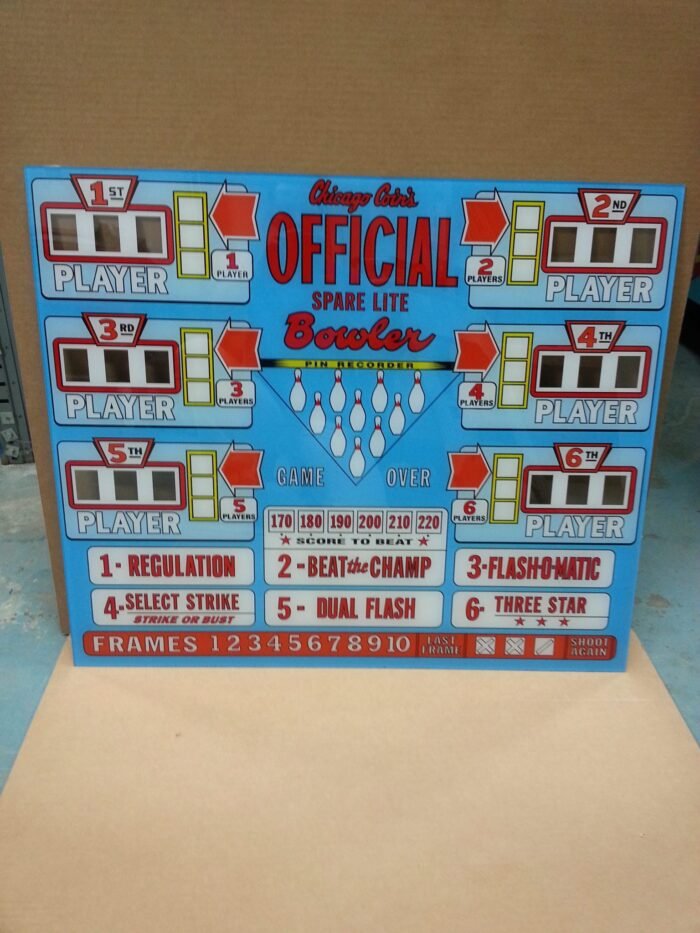 Chicago Coin's
OFFICIAL
SPARE LITE
Bowler
PIN RECORDER
1ST
PLAYER
1
PLAYER
2ND
PLAYER
2
PLAYERS
3RD
PLAYER
3
PLAYERS
4TH
PLAYER
4
PLAYERS
5TH
PLAYER
5
PLAYERS
6TH
PLAYER
6
PLAYERS
GAME OVER
170 180 190 200 210 220
★ SCORE TO BEAT ★
1- REGULATION
2-BEAT the CHAMP
3-FLASH-O-MATIC
4-SELECT STRIKE
STRIKE OR BUST
5- DUAL FLASH
6- THREE STAR
★ ★ ★
FRAMES 1 2 3 4 5 6 7 8 9 10 LAST FRAME SHOOT AGAIN